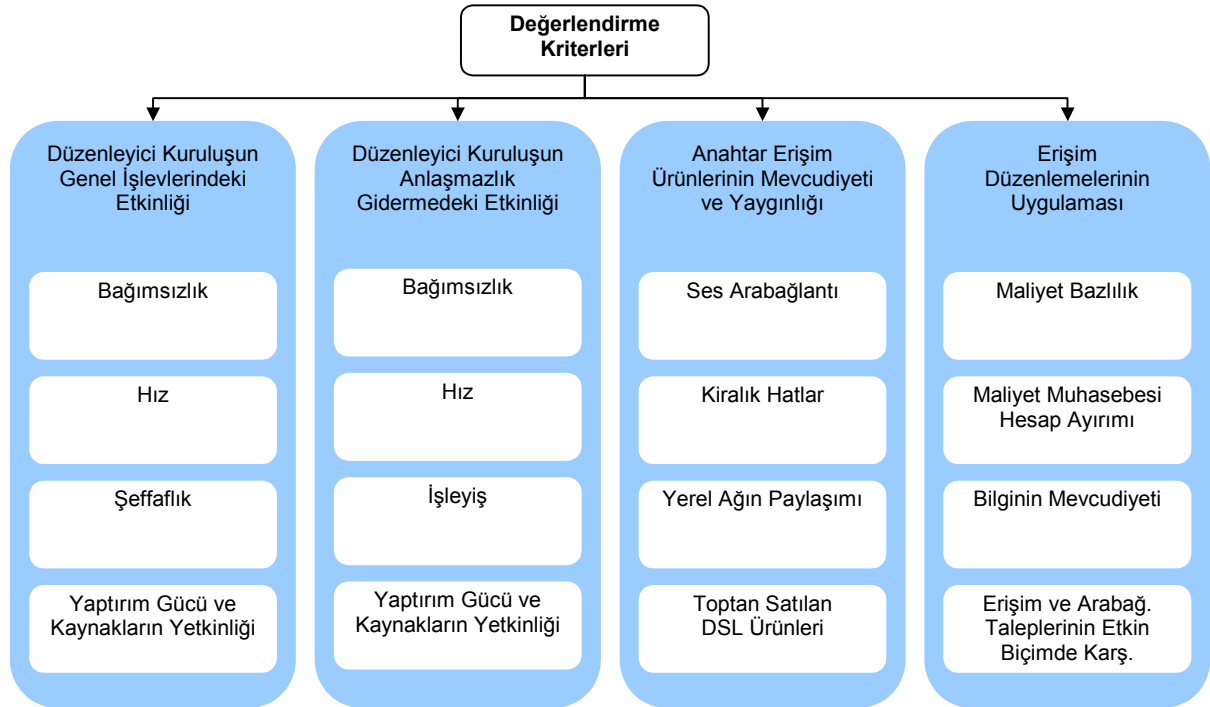 Değerlendirme
Kriterleri
Düzenleyici Kuruluşun
Genel İşlevlerindeki
Etkinliği
Bağımsızlık
Hız
Şeffaflık
Yaptırım Gücü ve
Kaynakların Yetkinliği
Düzenleyici Kuruluşun
Anlaşmazlık
Gidermedeki Etkinliği
Bağımsızlık
Hız
İşleyiş
Yaptırım Gücü ve
Kaynakların Yetkinliği
Anahtar Erişim
Ürünlerinin Mevcudiyeti
ve Yaygınlığı
Ses Arabağlantı
Kiralık Hatlar
Yerel Ağın Paylaşımı
Toptan Satılan
DSL Ürünleri
Erişim
Düzenlemelerinin
Uygulaması
Maliyet Bazlılık
Maliyet Muhasebesi
Hesap Ayırımı
Bilginin Mevcudiyeti
Erişim ve Arabağ.
Taleplerinin Etkin
Biçimde Karş.